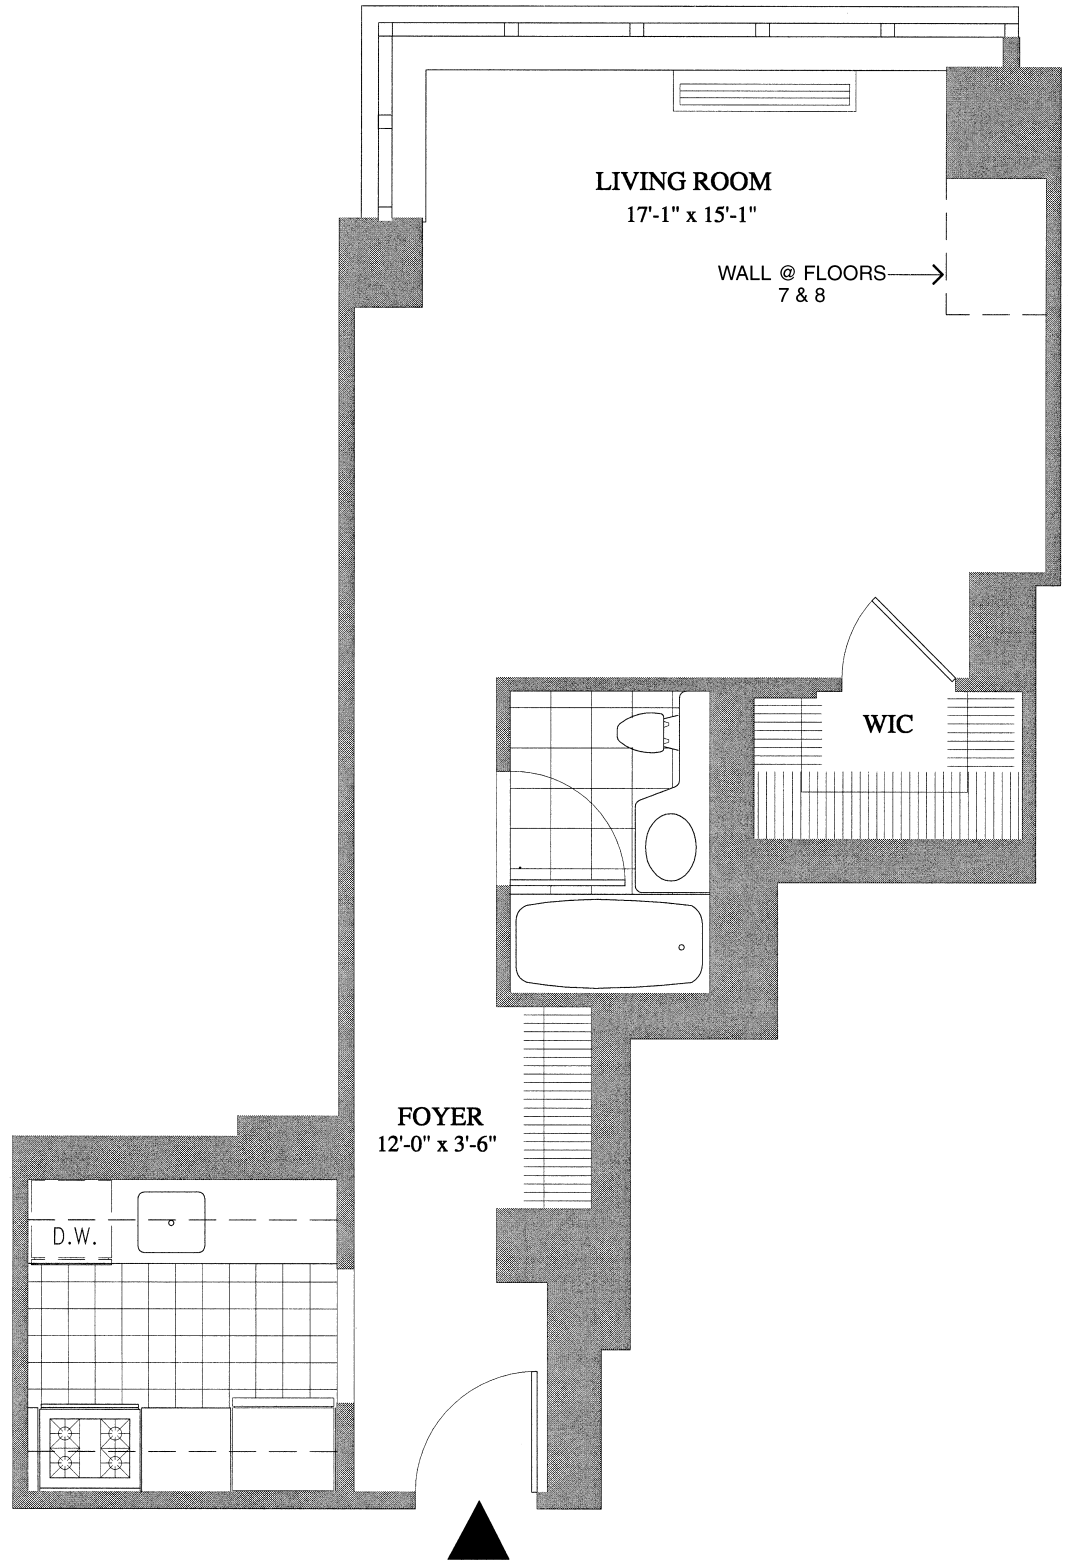 LIVING ROOM
17'-1" x 15'-1"
WALL @ FLOORS
7 & 8
WIC
FOYER
12'-0" x 3'-6"
D.W.